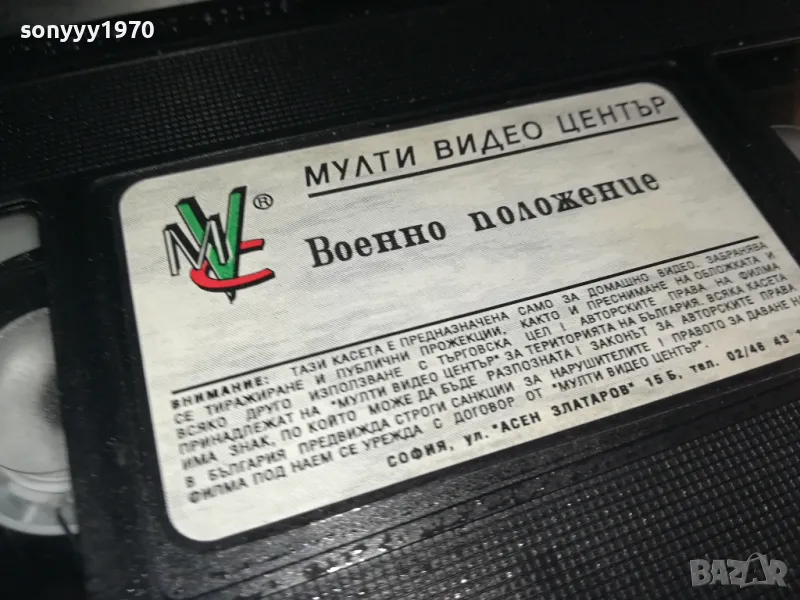 sonyyy1970
МУЛТИ ВИДЕО ЦЕНТЪР
MVC ®
Военно положение
ВНИМАНИЕ: ТАЗИ КАСЕТА Е ПРЕДНАЗНАЧЕНА САМО ЗА ДОМАШНО ВИДЕО. ЗАБРАНЯВА
СЕ ТИРАЖИРАНЕ И ПУБЛИЧНИ ПРОЖЕКЦИИ, КАКТО И ПРЕСНИМАНЕ НА ОБЛОЖКАТА И
ВСЯКО ДРУГО ИЗПОЛЗВАНЕ С ТЪРГОВСКА ЦЕЛ ! АВТОРСКИТЕ ПРАВА НА ФИЛМА
ПРИНАДЛЕЖАТ НА "МУЛТИ ВИДЕО ЦЕНТЪР" ЗА ТЕРИТОРИЯТА НА БЪЛГАРИЯ. ВСЯКА КАСЕТА
ИМА ЗНАК, ПО КОЙТО МОЖЕ ДА БЪДЕ РАЗПОЗНАТА ! ЗАКОНЪТ ЗА АВТОРСКИТЕ ПРАВА
В БЪЛГАРИЯ ПРЕДВИЖДА СТРОГИ САНКЦИИ ЗА НАРУШИТЕЛИТЕ ! ПРАВОТО ЗА ДАВАНЕ НА
ФИЛМА ПОД НАЕМ СЕ УРЕЖДА С ДОГОВОР ОТ "МУЛТИ ВИДЕО ЦЕНТЪР".
СОФИЯ, ул. "АСЕН ЗЛАТАРОВ" 15 Б, тел. 02/46 43
BAZAR